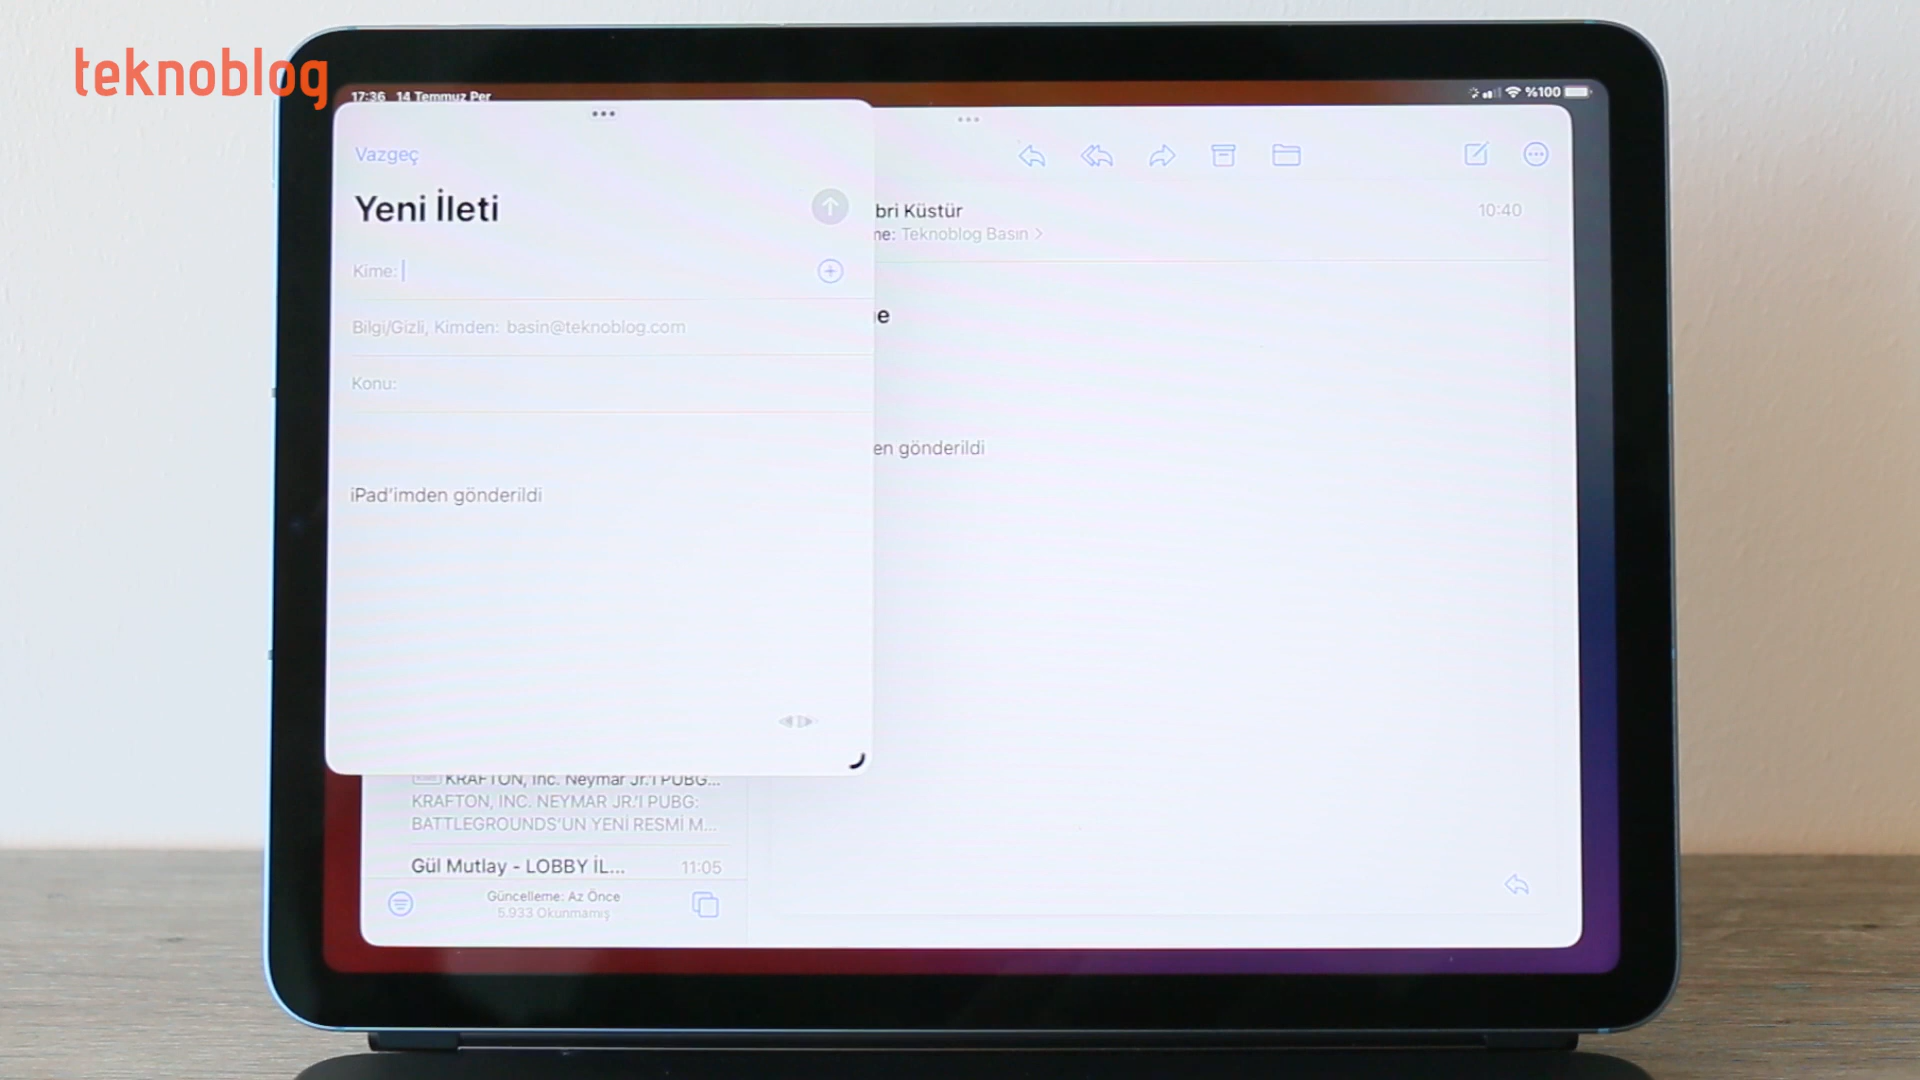 teknoblog
17:36 14 Temmuz Per
%100
Vazgeç
Yeni İleti
Kime:
Bilgi/Gizli, Kimden: basin@teknoblog.com
Konu:
iPad'imden gönderildi
bri Küstür
10:40
me: Teknoblog Basın >
e
en gönderildi
KRAFTON, Inc. Neymar Jr.'ı PUBG...
KRAFTON, INC. NEYMAR JR.'I PUBG:
BATTLEGROUNDS'UN YENİ RESMİ M...
Gül Mutlay - LOBBY İL...
11:05
Güncelleme: Az Önce
5.933 Okunmamış